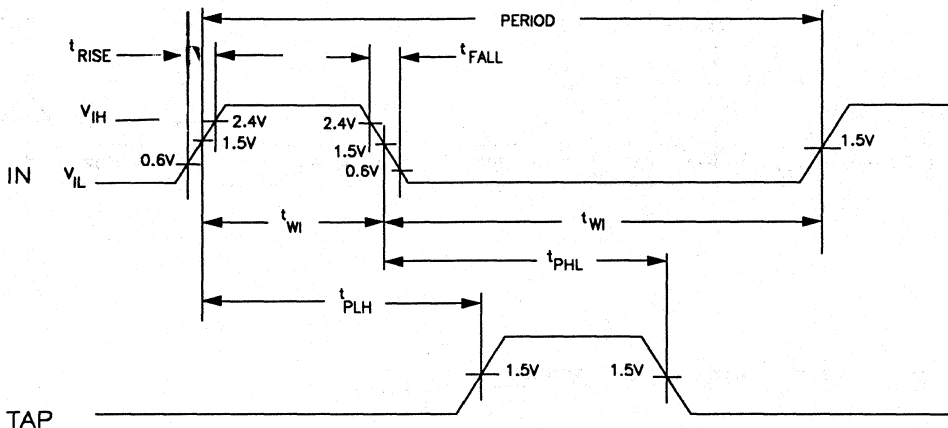 PERIOD
tRISE
tFALL
VIH
2.4V
2.4V
1.5V
1.5V
1.5V
0.6V
0.6V
IN
VIL
tWI
tWI
tPHL
tPLH
1.5V
1.5V
TAP